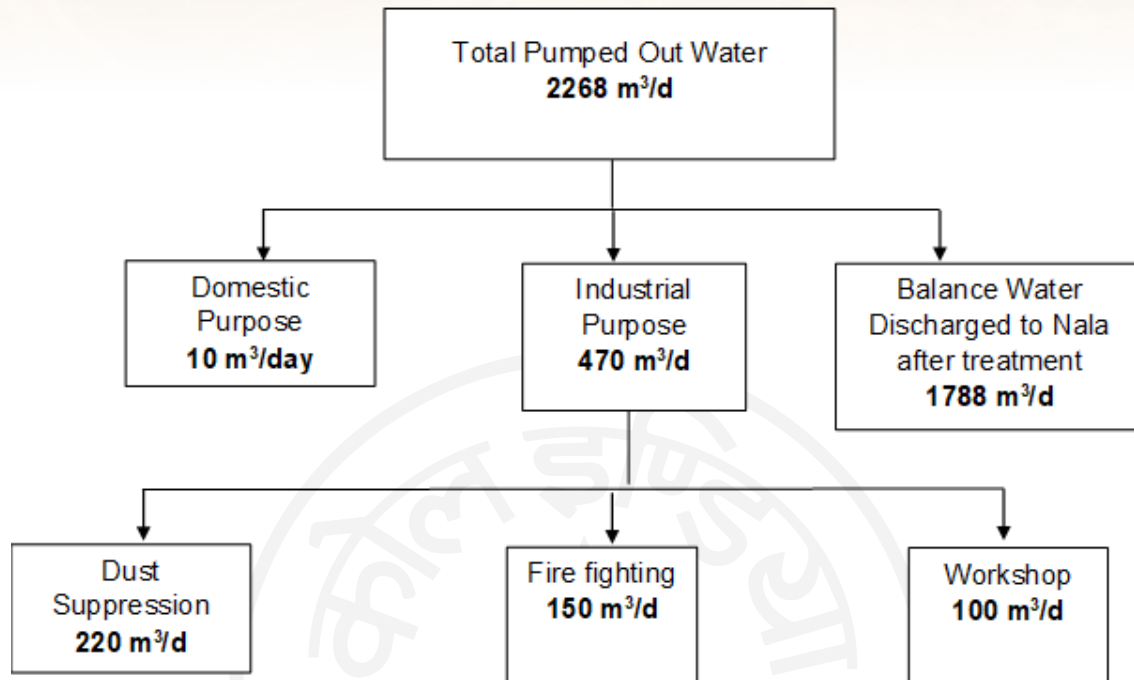 Total Pumped Out Water
2268 m³/d
Domestic
Purpose
10 m³/day
Industrial
Purpose
470 m³/d
Balance Water
Discharged to Nala
after treatment
1788 m³/d
Dust
Suppression
220 m³/d
Fire fighting
150 m³/d
Workshop
100 m³/d
कोल इण्डिया